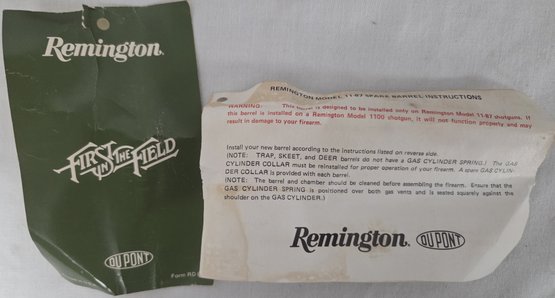 Remington.
FIRST IN THE FIELD
DU PONT
Form RD
REMINGTON MODEL 11-87 SPARE BARREL INSTRUCTIONS
WARNING: This barrel is designed to be installed only on Remington Model 11-87 shotguns. If
this barrel is installed on a Remington Model 1100 shotgun, it will not function properly and may
result in damage to your firearm.
Install your new barrel according to the instructions listed on reverse side.
(NOTE: TRAP, SKEET, and DEER barrels do not have a GAS CYLINDER SPRING.) The GAS
CYLINDER COLLAR must be reinstalled for proper operation of your firearm. A spare GAS CYLIN-
DER COLLAR is provided with each barrel.
(NOTE: The barrel and chamber should be cleaned before assembling the firearm. Ensure that the
GAS CYLINDER SPRING is positioned over both gas vents and is seated squarely against the
shoulder on the GAS CYLINDER.)
Remington. DU PONT